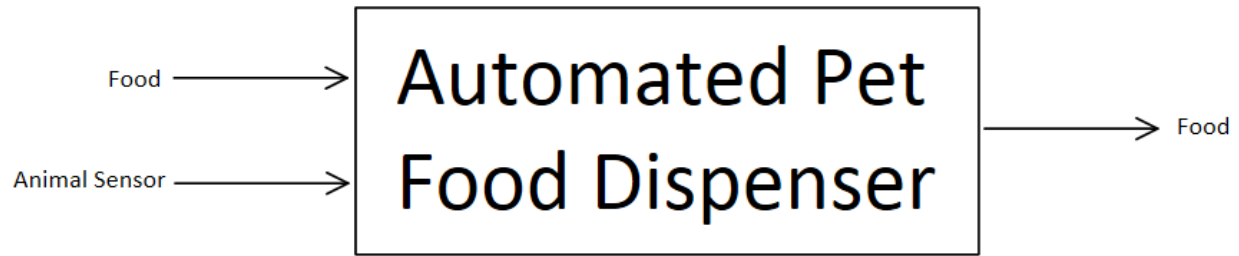 Food
Animal Sensor
Automated Pet
Food Dispenser
Food